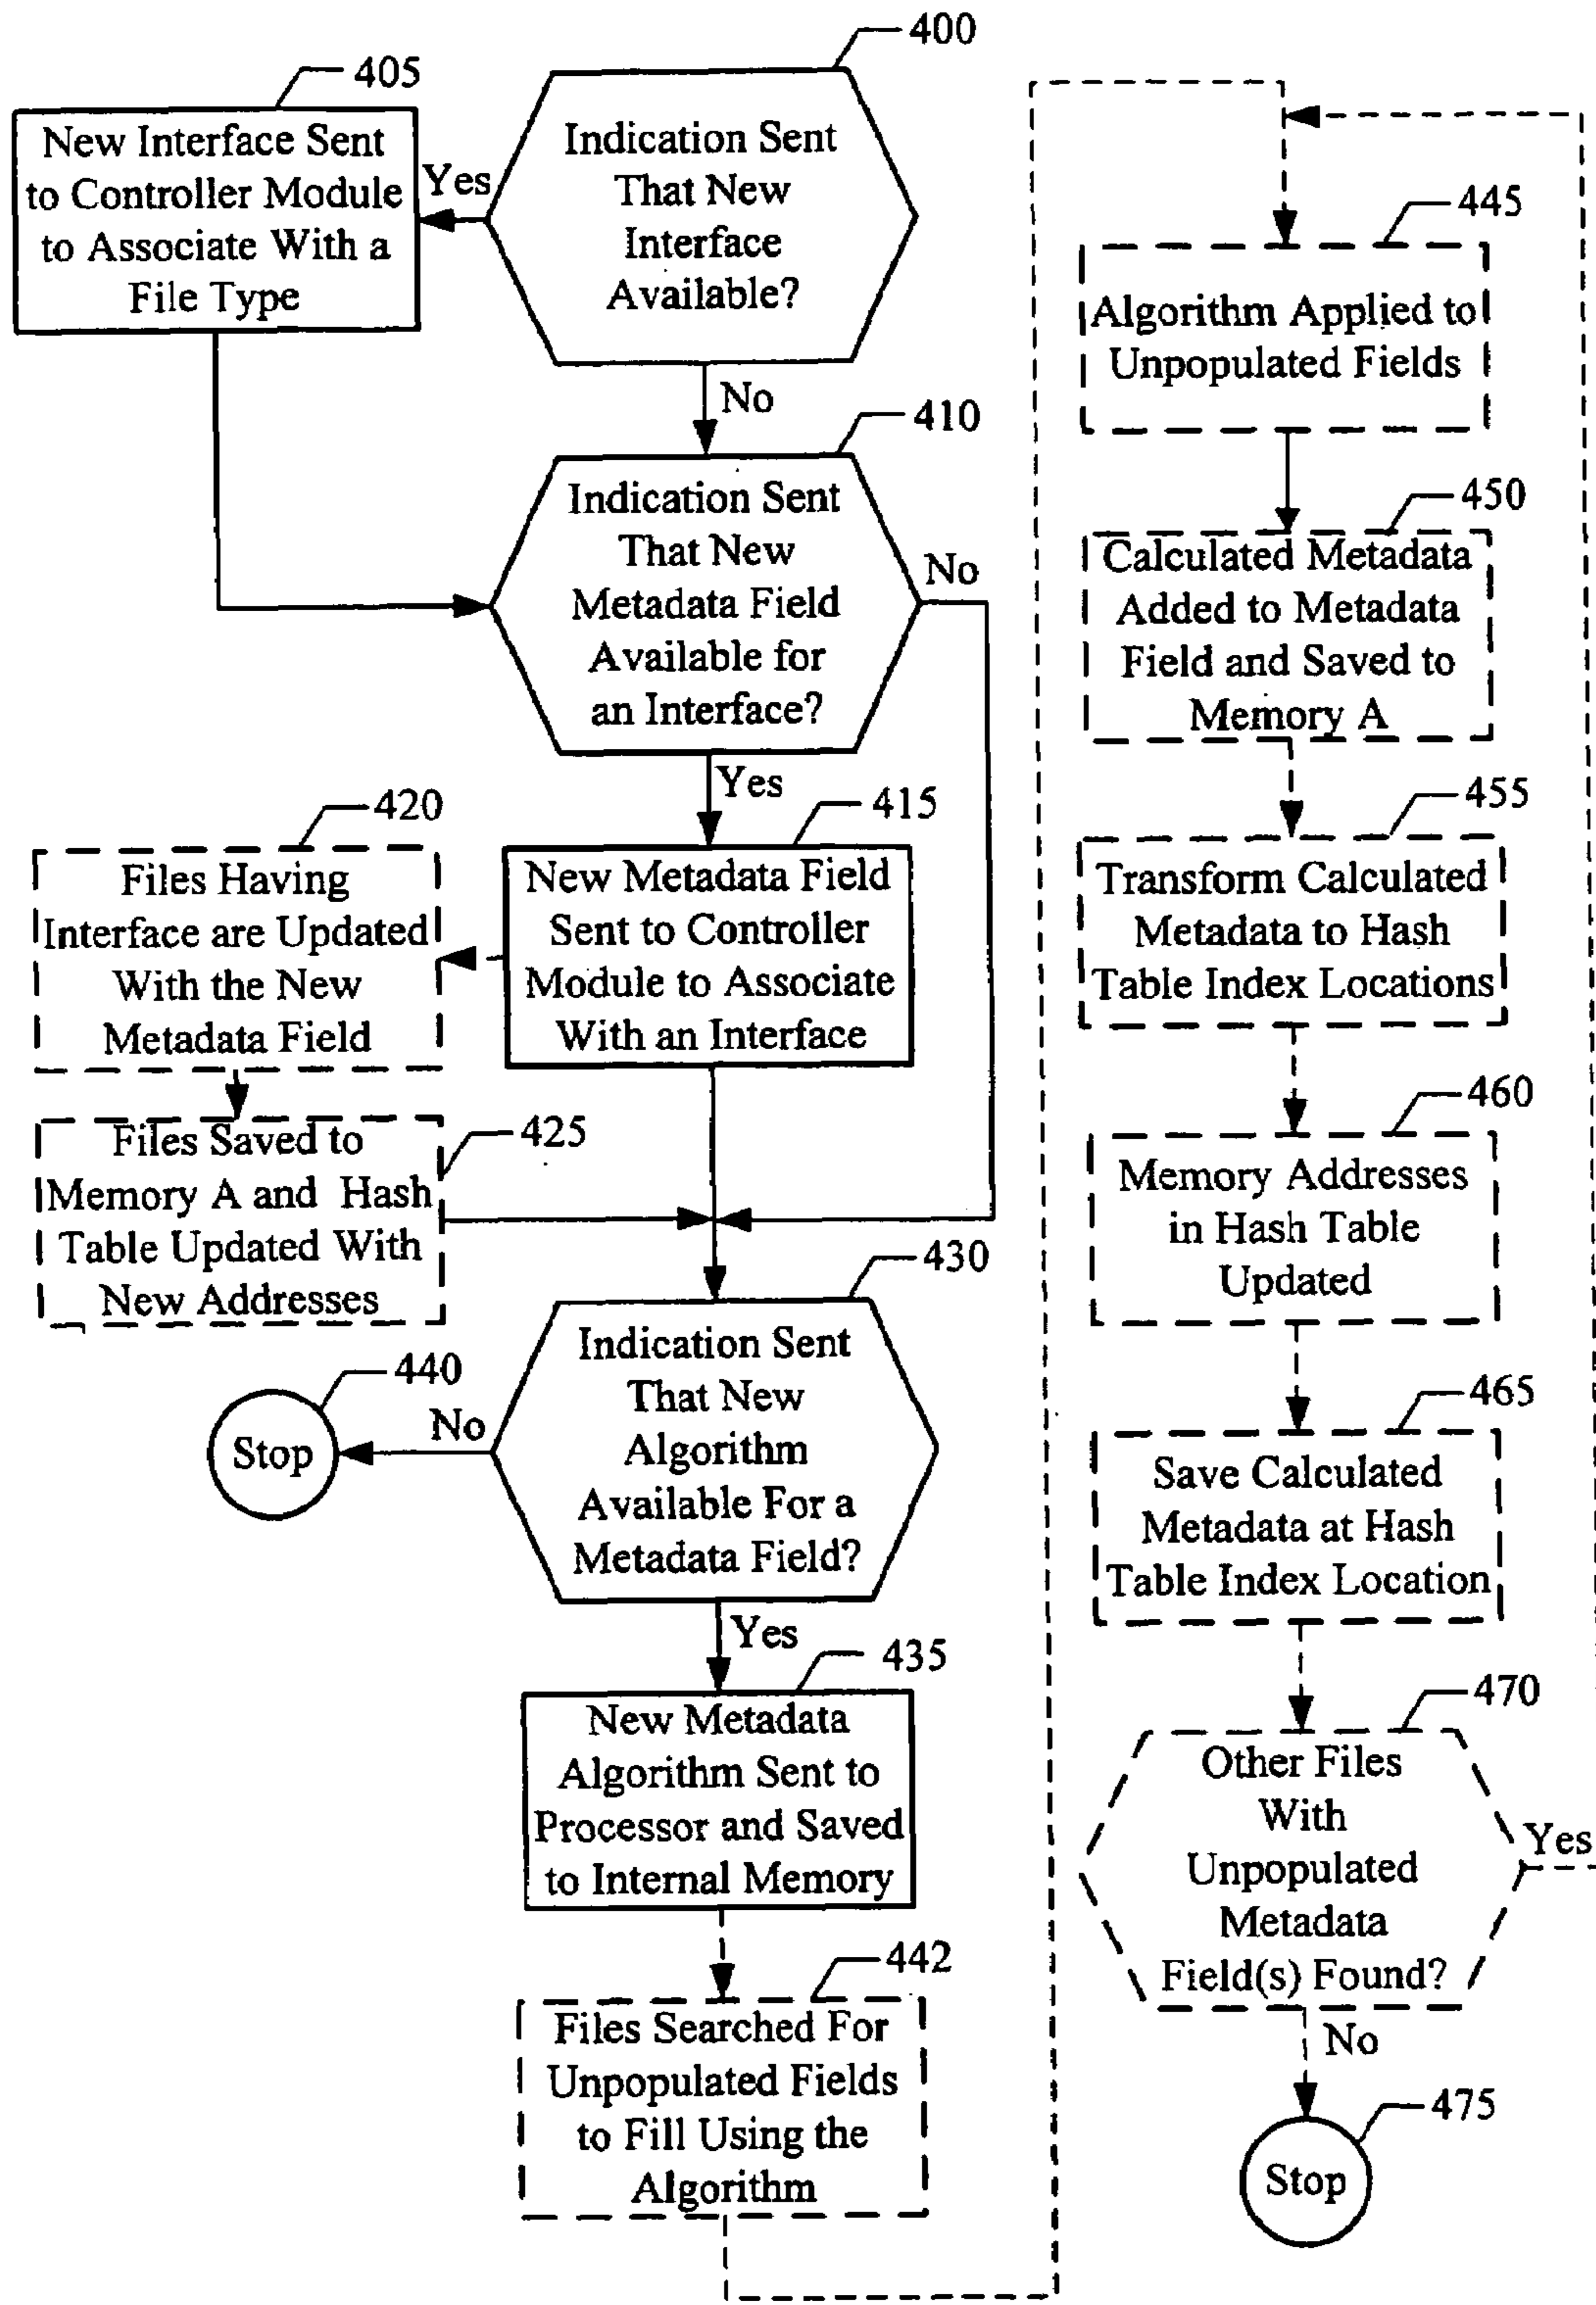 400
Indication Sent
That New
Interface
Available?
Yes
No
405
New Interface Sent
to Controller Module
to Associate With a
File Type
410
Indication Sent
That New
Metadata Field
Available for
an Interface?
No
Yes
415
New Metadata Field
Sent to Controller
Module to Associate
With an Interface
420
Files Having
Interface are Updated
With the New
Metadata Field
425
Files Saved to
Memory A and Hash
Table Updated With
New Addresses
430
Indication Sent
That New
Algorithm
Available For a
Metadata Field?
No
Yes
440
Stop
435
New Metadata
Algorithm Sent to
Processor and Saved
to Internal Memory
442
Files Searched For
Unpopulated Fields
to Fill Using the
Algorithm
445
Algorithm Applied to
Unpopulated Fields
450
Calculated Metadata
Added to Metadata
Field and Saved to
Memory A
455
Transform Calculated
Metadata to Hash
Table Index Locations
460
Memory Addresses
in Hash Table
Updated
465
Save Calculated
Metadata at Hash
Table Index Location
470
Other Files
With
Unpopulated
Metadata
Field(s) Found?
Yes
No
475
Stop